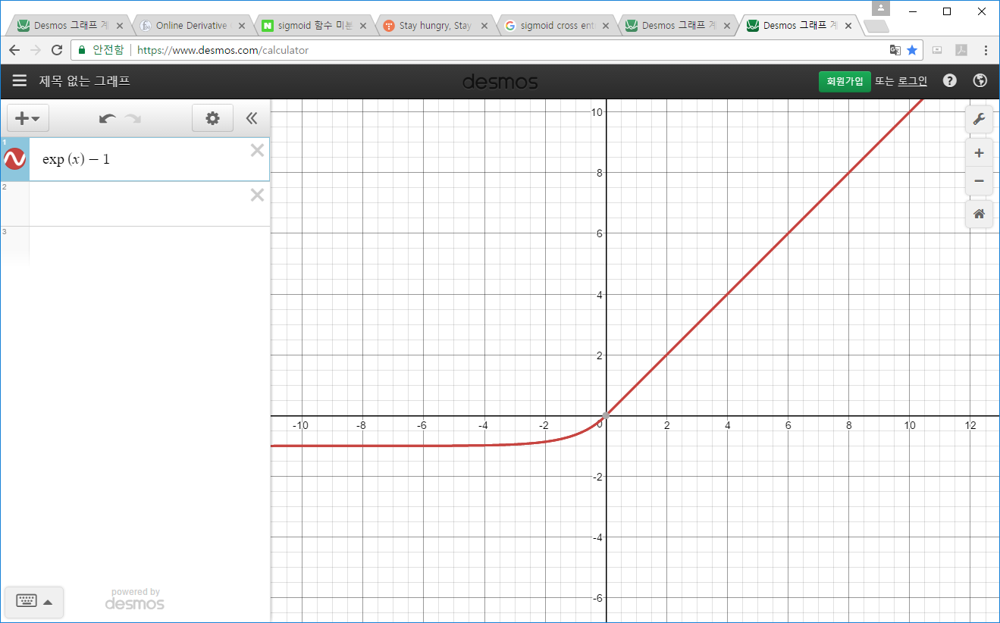 Desmos 그래프 계
Online Derivative
sigmoid 함수 미분
Stay hungry, Stay
sigmoid cross ent
Desmos 그래프 계
Desmos 그래프 계
안전함
https://www.desmos.com/calculator
제목 없는 그래프
desmos
회원가입 또는 로그인
1
exp (x) − 1
2
3
10
8
6
4
2
-10 -8 -6 -4 -2 0 2 4 6 8 10 12
-2
-4
-6
powered by
desmos